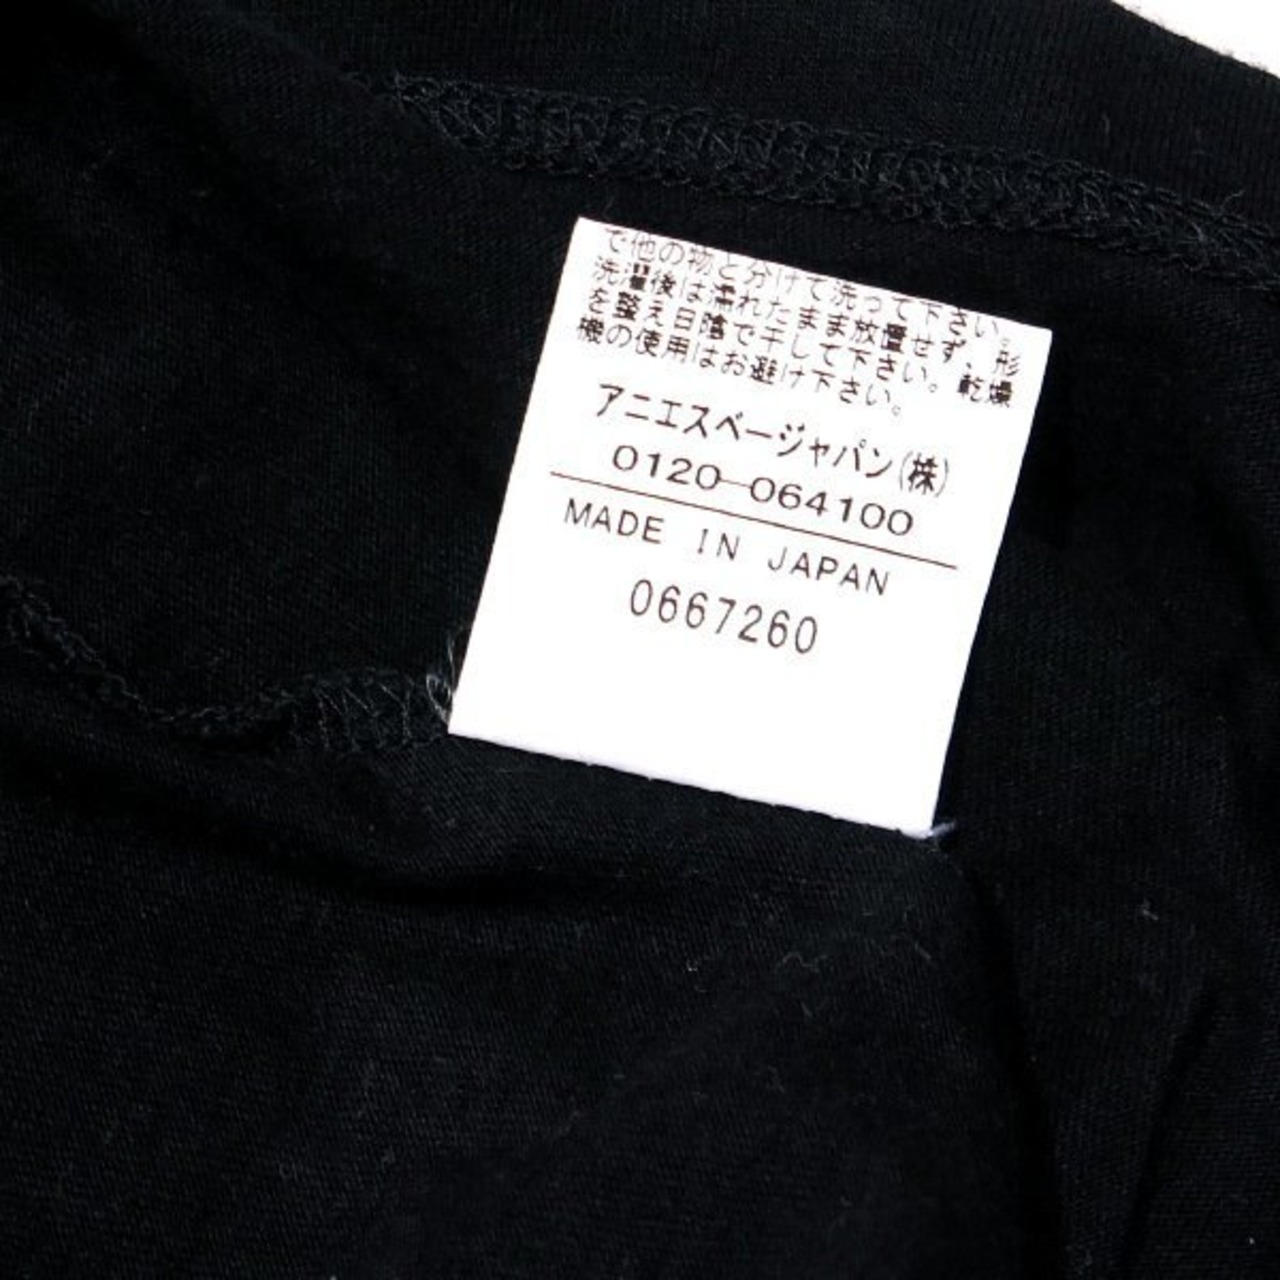 で他の物と分けて洗って下さい。
洗濯後は濡れたまま放置せず、形
を整え日陰で干して下さい。乾燥
機の使用はお避け下さい。
アニエスベージャパン(株)
0120-064100
MADE IN JAPAN
0667260